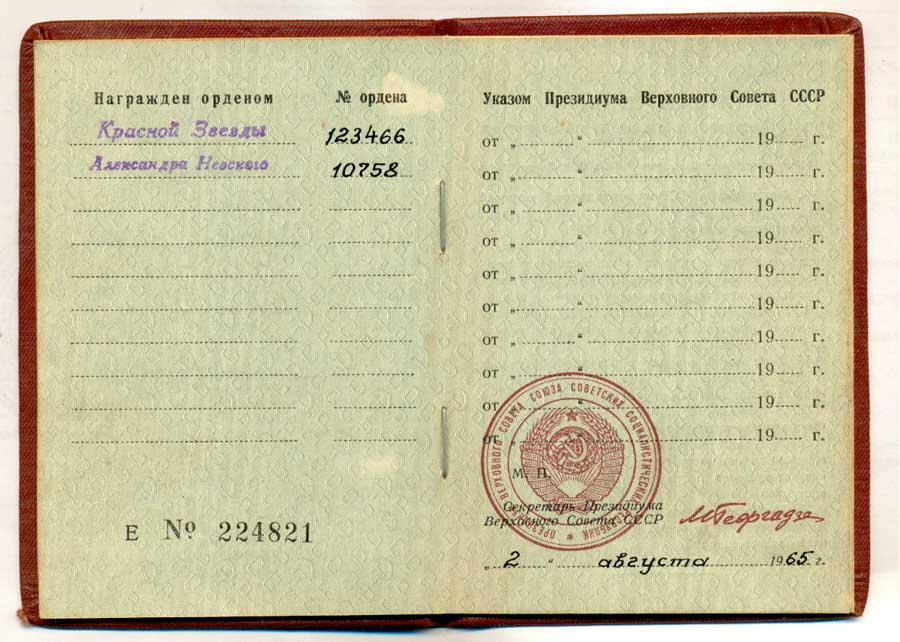 Награжден орденом № ордена
Красной Звезды 123466
Александра Невского 10758
Е № 224821
Указом Президиума Верховного Совета СССР
от „ “ 19 г.
от „ “ 19 г.
от „ “ 19 г.
от „ “ 19 г.
от „ “ 19 г.
от „ “ 19 г.
от „ “ 19 г.
от „ “ 19 г.
от „ “ 19 г.
от „ “ 19 г.
ПРЕЗИДИУМ ВЕРХОВНОГО СОВЕТА СОЮЗА СОВЕТСКИХ СОЦИАЛИСТИЧЕСКИХ РЕСПУБЛИК
М. П.
Секретарь Президиума
Верховного Совета СССР МГеоргадзе
„ 2 “ августа 1965 г.